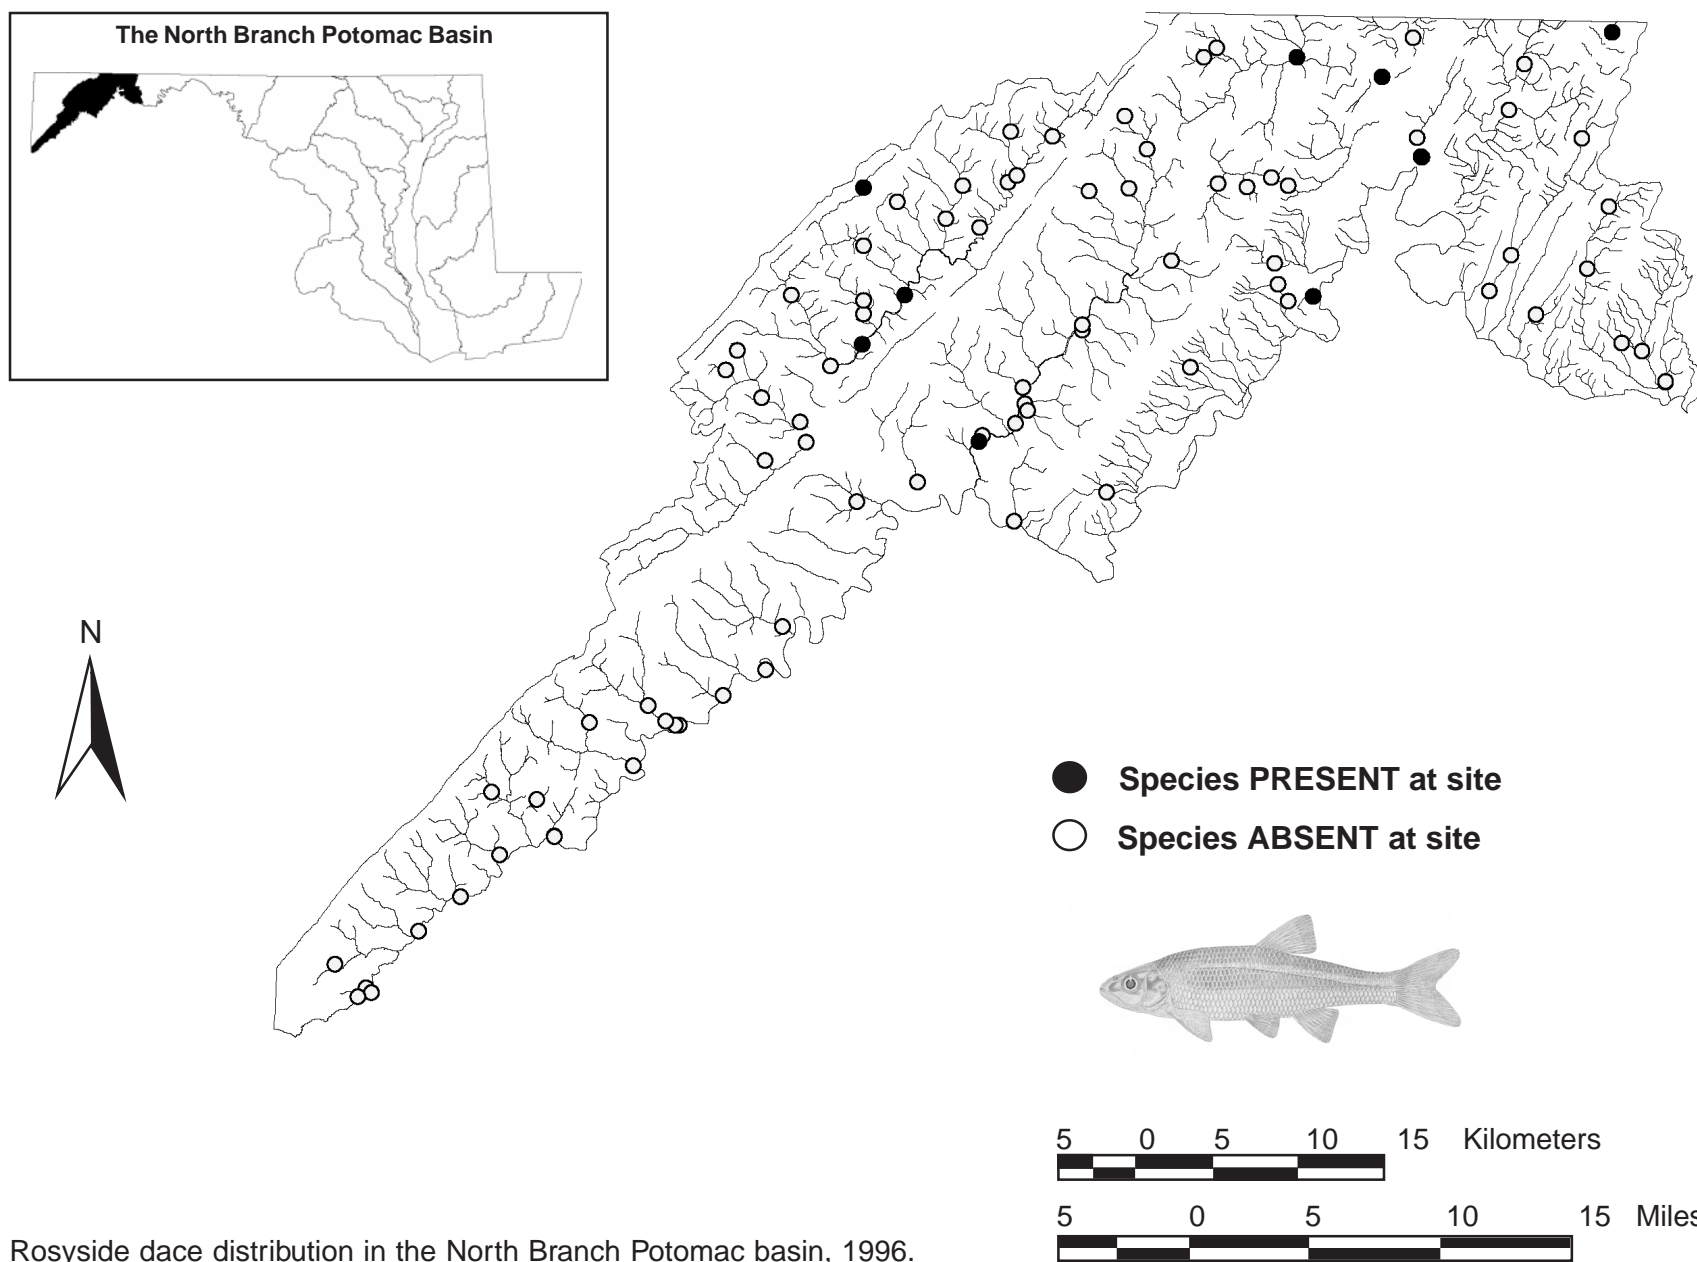 The North Branch Potomac Basin
N
Species PRESENT at site
Species ABSENT at site
5 0 5 10 15 Kilometers
5 0 5 10 15 Miles
Rosyside dace distribution in the North Branch Potomac basin, 1996.